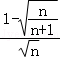 1-√(n/(n+1))
√n